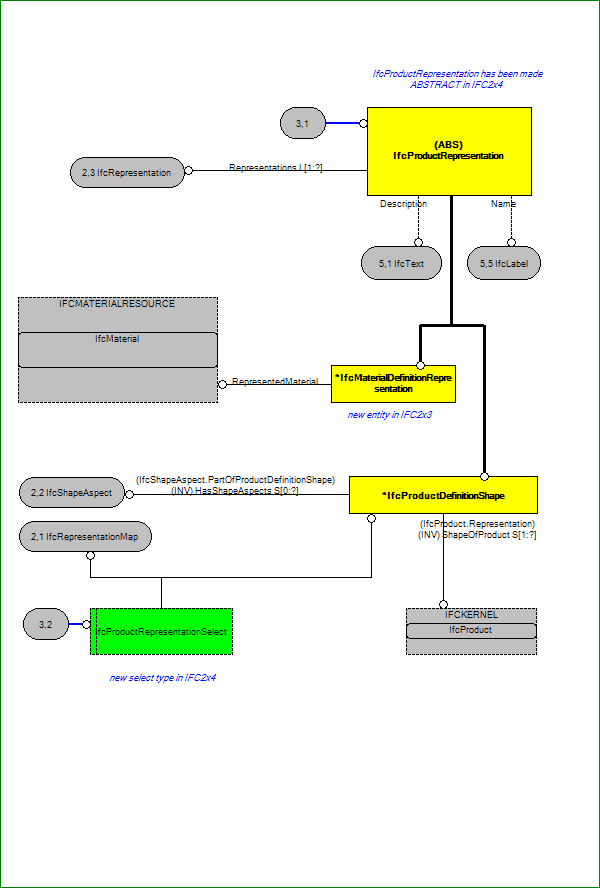 IfcProductRepresentation has been made
ABSTRACT in IFC2x4
3,1
(ABS)
IfcProductRepresentation
2,3 IfcRepresentation
Representations L[1:?]
Description
Name
5,1 IfcText
5,5 IfcLabel
IFCMATERIALRESOURCE
IfcMaterial
RepresentedMaterial
*IfcMaterialDefinitionRepre
sentation
new entity in IFC2x3
2,2 IfcShapeAspect
(IfcShapeAspect.PartOfProductDefinitionShape)
(INV) HasShapeAspects S[0:?]
*IfcProductDefinitionShape
2,1 IfcRepresentationMap
(IfcProduct.Representation)
(INV) ShapeOfProduct S[1:?]
3,2
IfcProductRepresentationSelect
IFCKERNEL
IfcProduct
new select type in IFC2x4